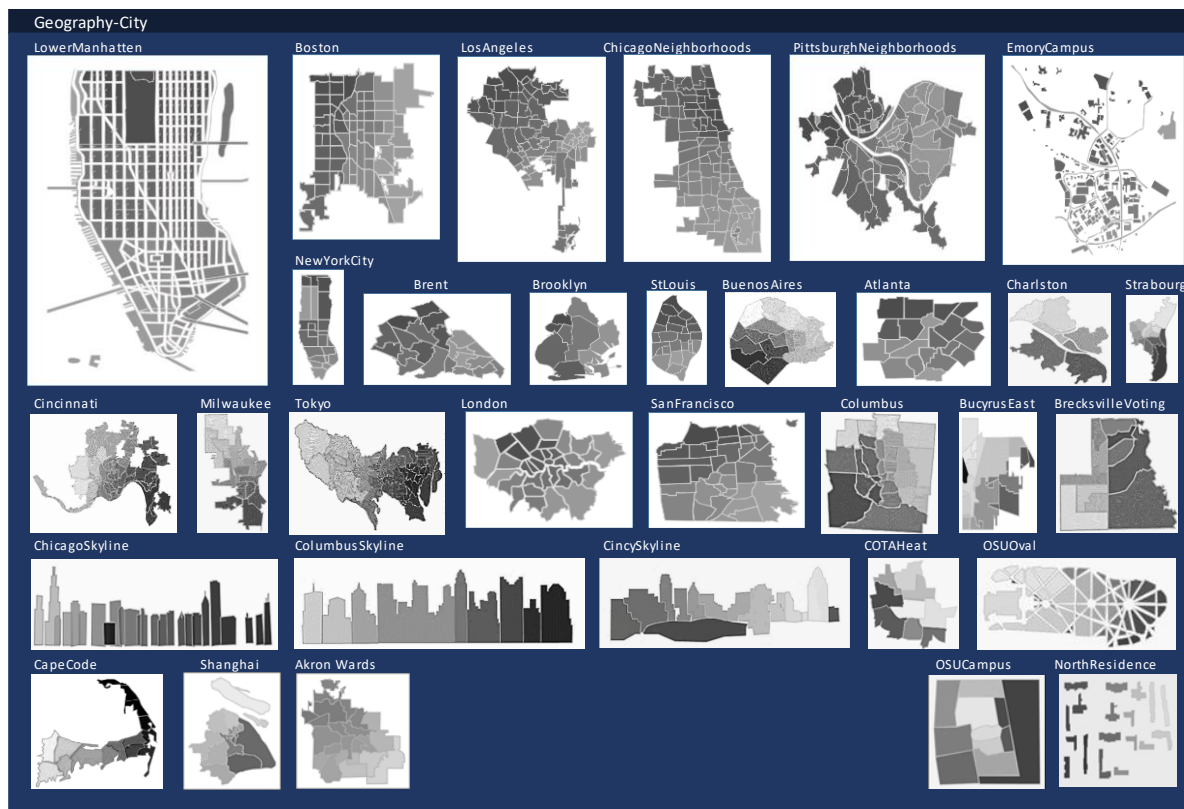 Geography-City
LowerManhatten
Boston
LosAngeles
ChicagoNeighborhoods
PittsburghNeighborhoods
EmoryCampus
NewYorkCity
Brent
Brooklyn
StLouis
BuenosAires
Atlanta
Charlston
Strabourg
Cincinnati
Milwaukee
Tokyo
London
SanFrancisco
Columbus
BucyrusEast
BrecksvilleVoting
ChicagoSkyline
ColumbusSkyline
CincySkyline
COTAHeat
OSUOval
CapeCode
Shanghai
Akron Wards
OSUCampus
NorthResidence